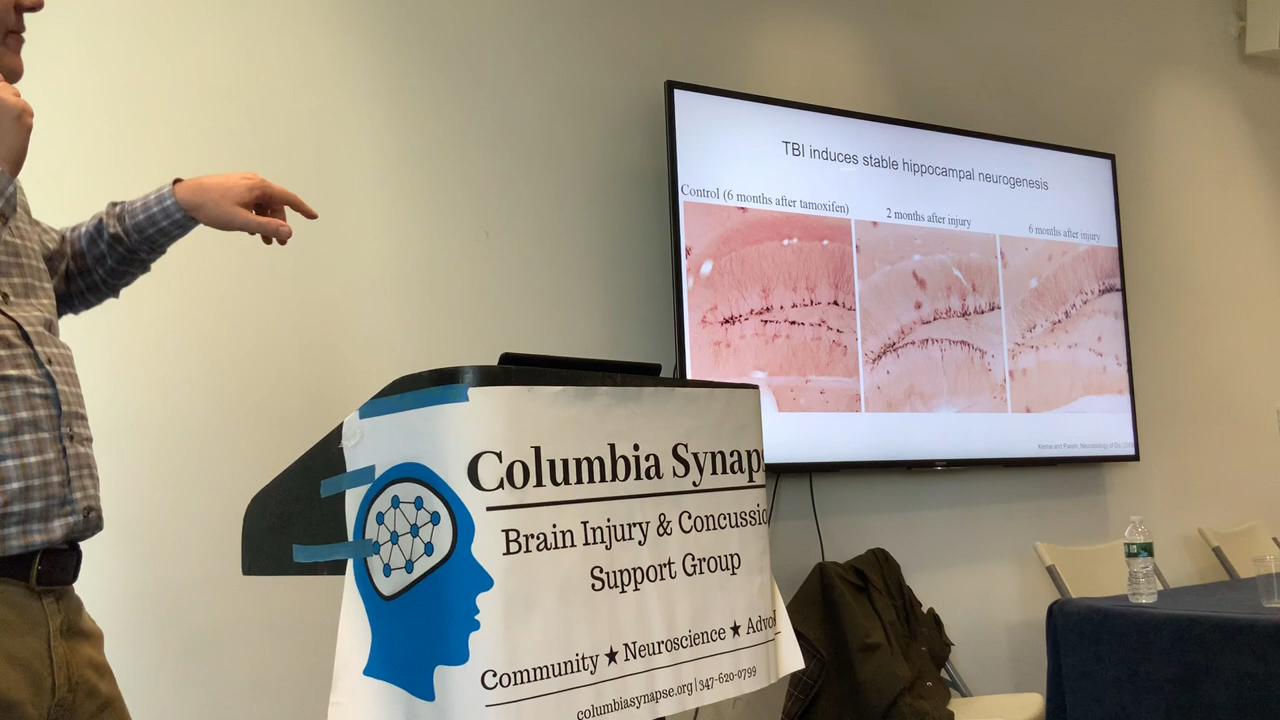 TBI induces stable hippocampal neurogenesis
Control (6 months after tamoxifen)
2 months after injury
6 months after injury
Columbia Synaps
Brain Injury & Concussio
Support Group
Community ★ Neuroscience ★ Advo
columbiasynapse.org | 347-620-0799